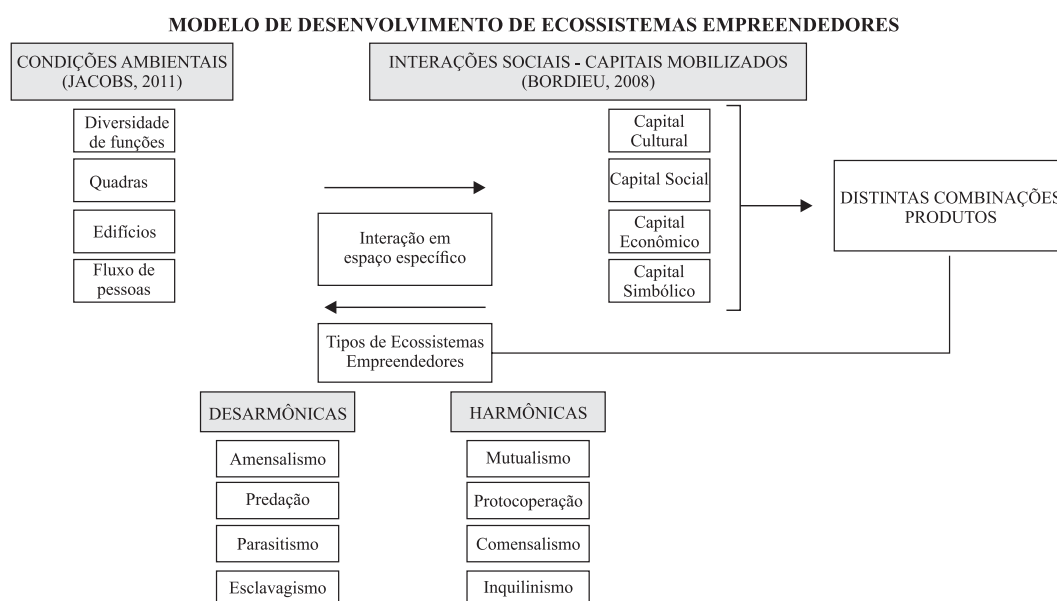 MODELO DE DESENVOLVIMENTO DE ECOSSISTEMAS EMPREENDEDORES
CONDIÇÕES AMBIENTAIS
(JACOBS, 2011)
Diversidade
de funções
Quadras
Edifícios
Fluxo de
pessoas
INTERAÇÕES SOCIAIS - CAPITAIS MOBILIZADOS
(BORDIEU, 2008)
Interação em
espaço específico
Capital
Cultural
Capital Social
Capital
Econômico
Capital
Simbólico
DISTINTAS COMBINAÇÕES
PRODUTOS
Tipos de Ecossistemas
Empreendedores
DESARMÔNICAS
Amensalismo
Predação
Parasitismo
Esclavagismo
HARMÔNICAS
Mutualismo
Protocoperação
Comensalismo
Inquilinismo